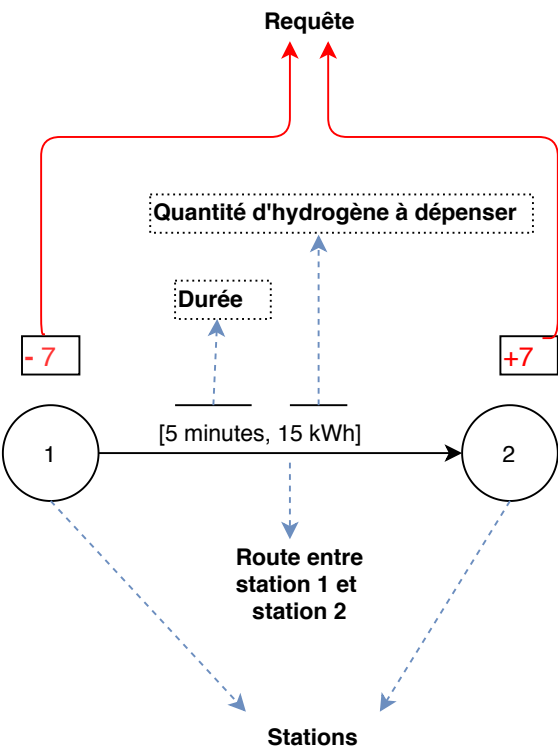 Requête
Quantité d'hydrogène à dépenser
Durée
- 7
+7
[5 minutes, 15 kWh]
1
2
Route entre
station 1 et
station 2
Stations